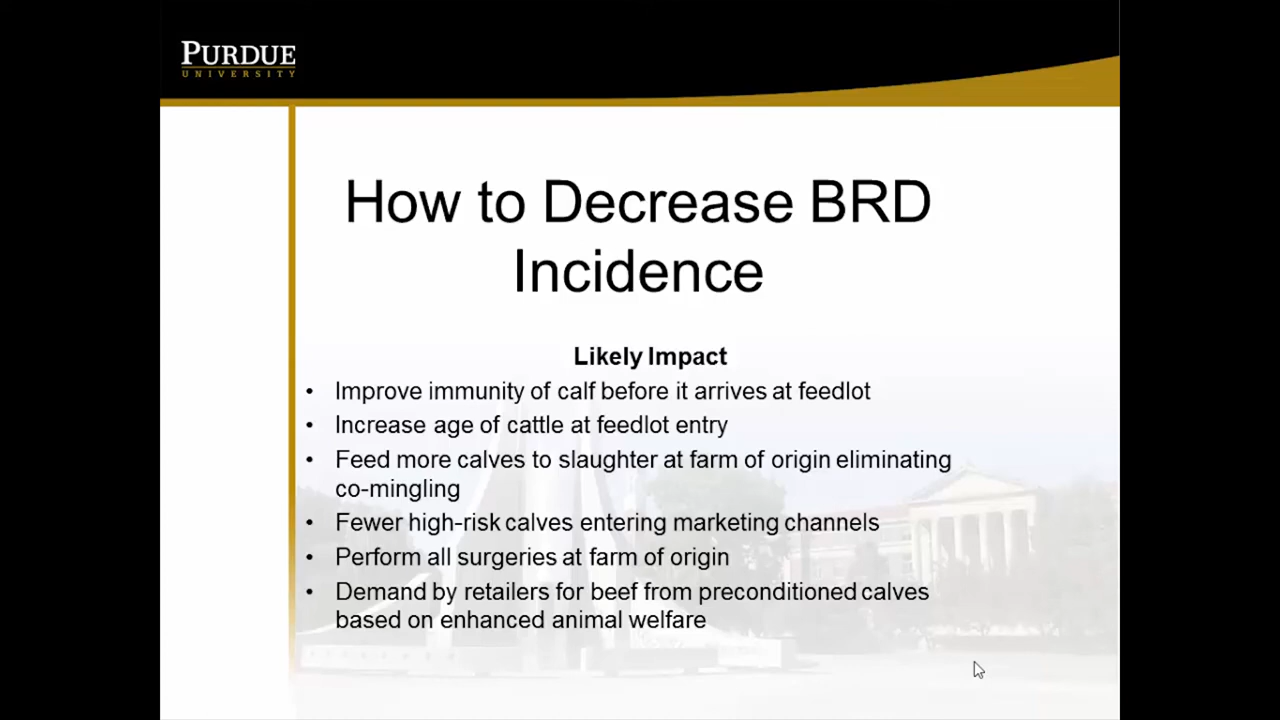 PURDUE
UNIVERSITY
How to Decrease BRD
Incidence
Likely Impact
• Improve immunity of calf before it arrives at feedlot
• Increase age of cattle at feedlot entry
• Feed more calves to slaughter at farm of origin eliminating
co-mingling
• Fewer high-risk calves entering marketing channels
• Perform all surgeries at farm of origin
• Demand by retailers for beef from preconditioned calves
based on enhanced animal welfare